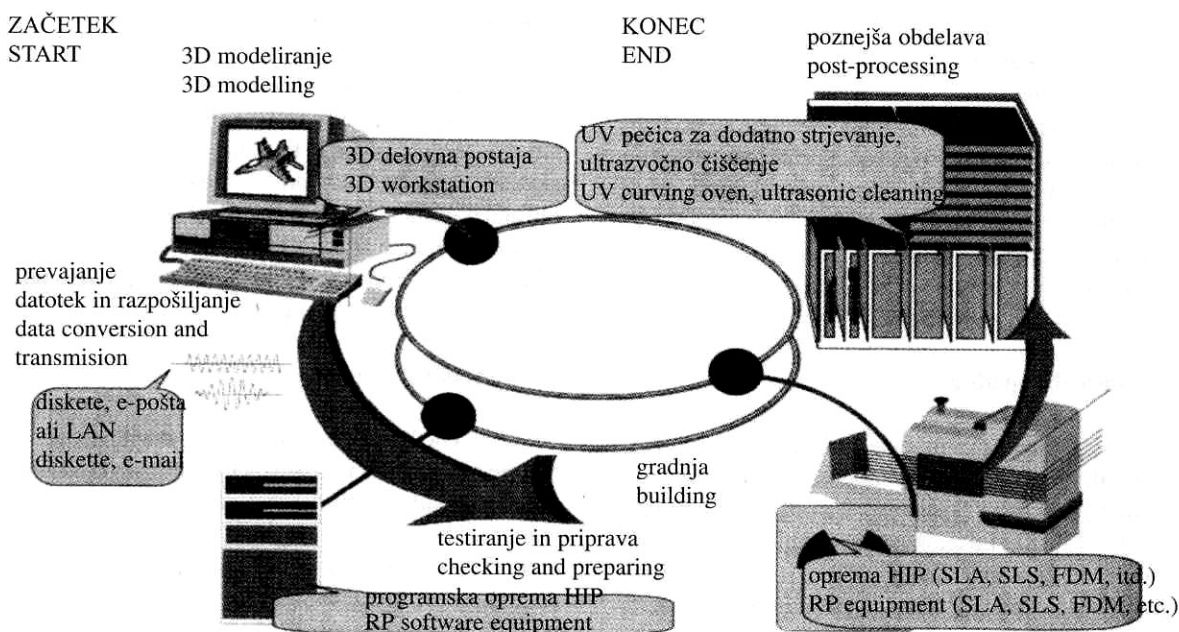 ZAČETEK
START
3D modeliranje
3D modelling
KONEC
END
poznejša obdelava
post-processing
3D delovna postaja
3D workstation
UV pečica za dodatno strjevanje,
ultrazvočno čiščenje
UV curving oven, ultrasonic cleaning
prevajanje
datotek in razpošiljanje
data conversion and
transmision
diskete, e-pošta
ali LAN
diskette, e-mail
gradnja
building
testiranje in priprava
checking and preparing
programska oprema HIP
RP software equipment
oprema HIP (SLA, SLS, FDM, itd.)
RP equipment (SLA, SLS, FDM, etc.)